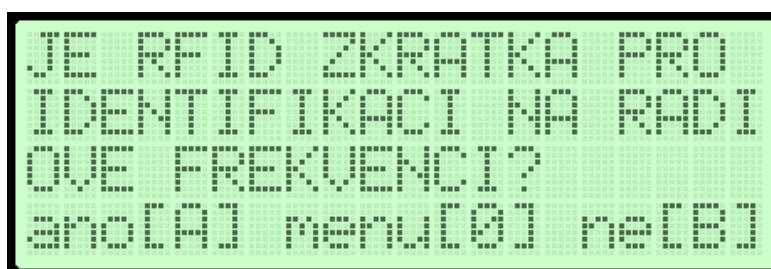 JE RFID ZKRATKA PRO
IDENTIFIKACI NA RADI
OVE FREKVENCI?
ano[A] menu[0] ne[B]